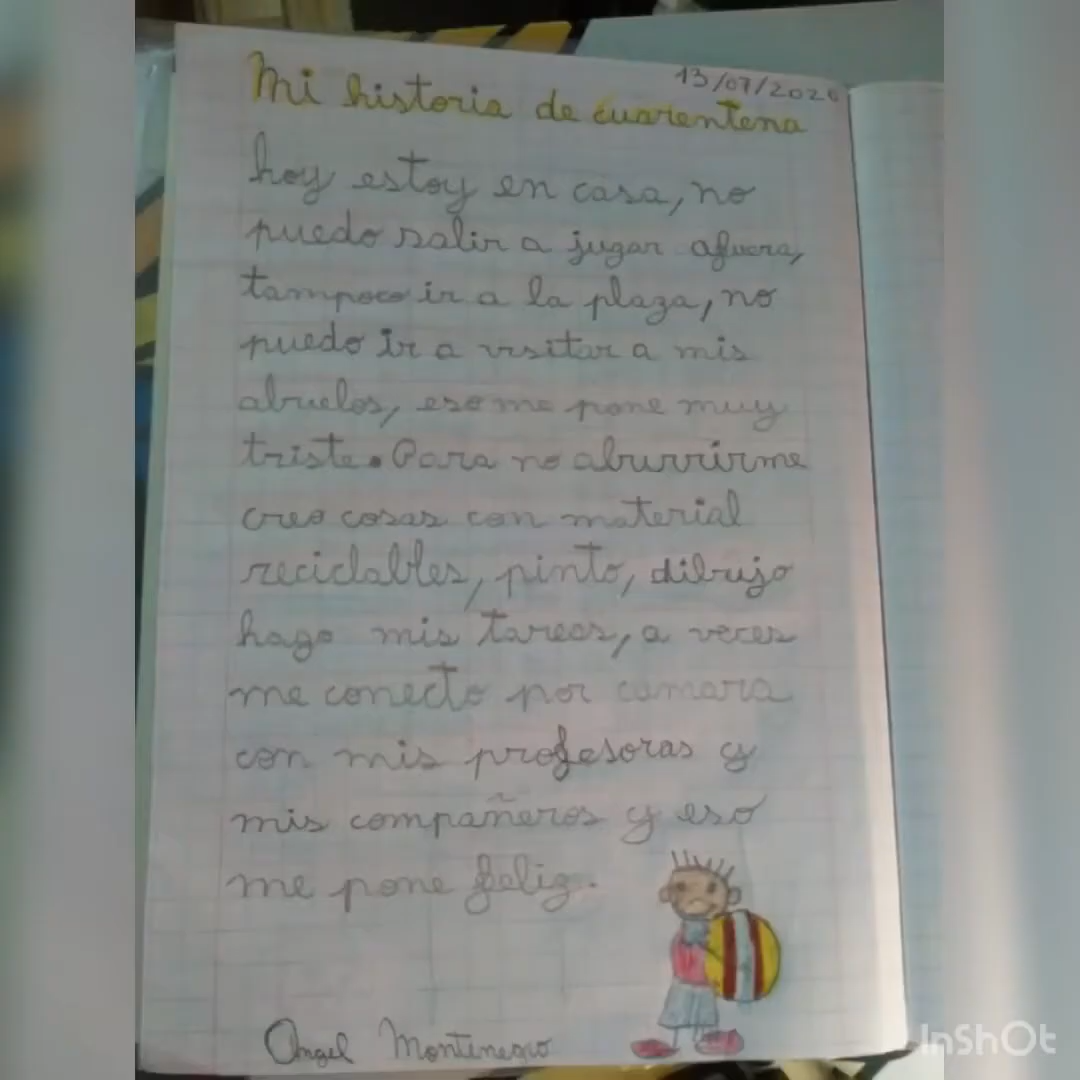 13/07/2020
Mi historia de cuarentena
hoy estoy en casa, no
puedo salir a jugar afuera,
tampoco ir a la plaza, no
puedo ir a visitar a mis
abuelos, eso me pone muy
triste. Para no aburrirme
creo cosas con material
reciclables, pinto, dibujo
hago mis tareas, a veces
me conecto por camara
con mis profesoras y
mis compañeros y eso
me pone feliz.
Angel Montenegro
InShOt